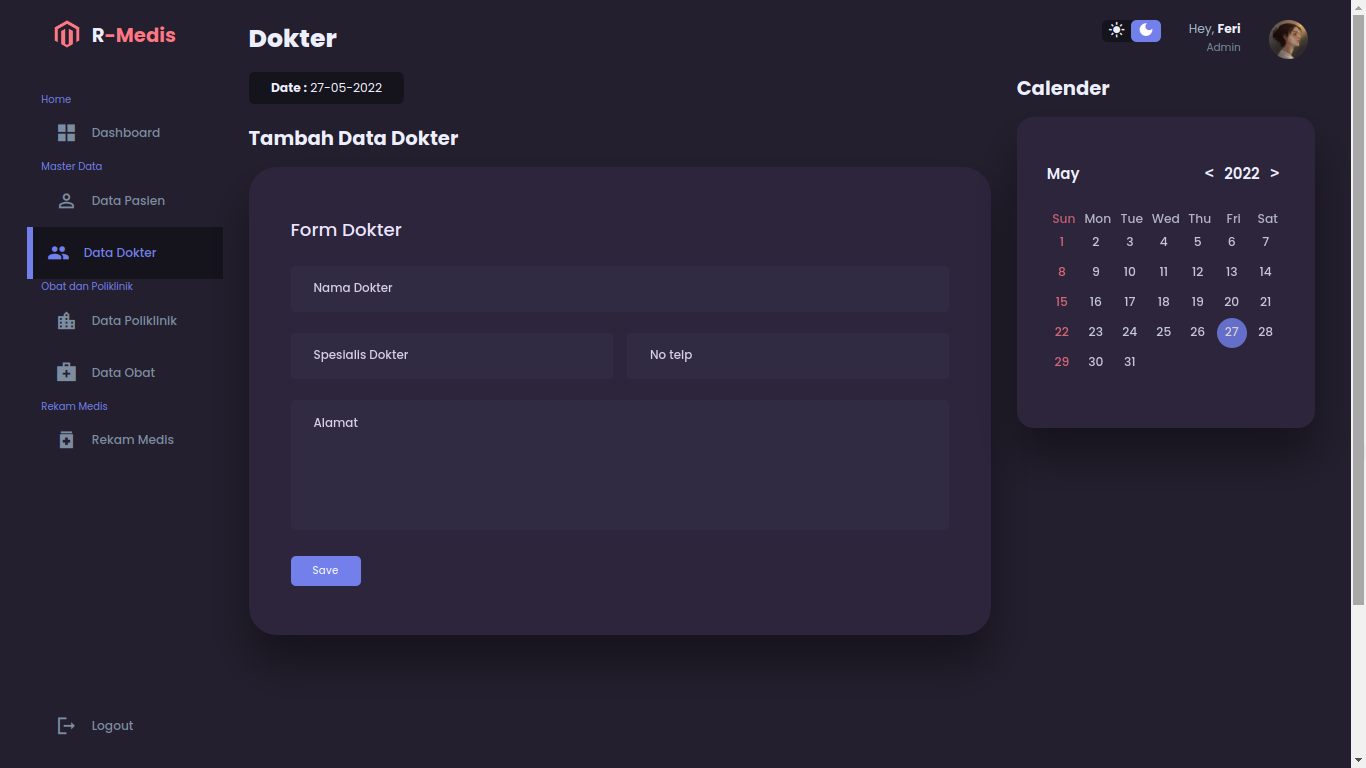 R-Medis
Home
Dashboard
Master Data
Data Pasien
Data Dokter
Obat dan Poliklinik
Data Poliklinik
Data Obat
Rekam Medis
Rekam Medis
Logout
Dokter
Date : 27-05-2022
Tambah Data Dokter
Form Dokter
Nama Dokter
Spesialis Dokter No telp
Alamat
Save
Hey, Feri
Admin
Calender
May < 2022 >
Sun Mon Tue Wed Thu Fri Sat
1 2 3 4 5 6 7
8 9 10 11 12 13 14
15 16 17 18 19 20 21
22 23 24 25 26 27 28
29 30 31